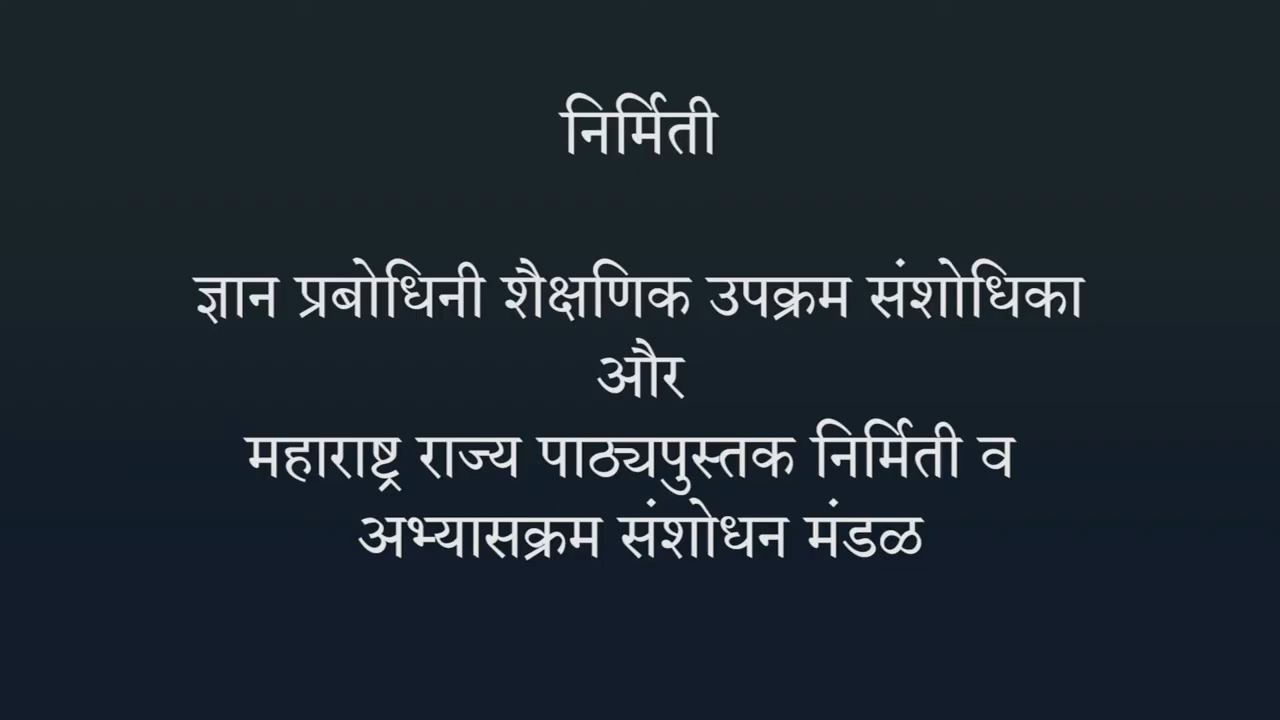 निर्मिती
ज्ञान प्रबोधिनी शैक्षणिक उपक्रम संशोधिका
और
महाराष्ट्र राज्य पाठ्यपुस्तक निर्मिती व
अभ्यासक्रम संशोधन मंडळ